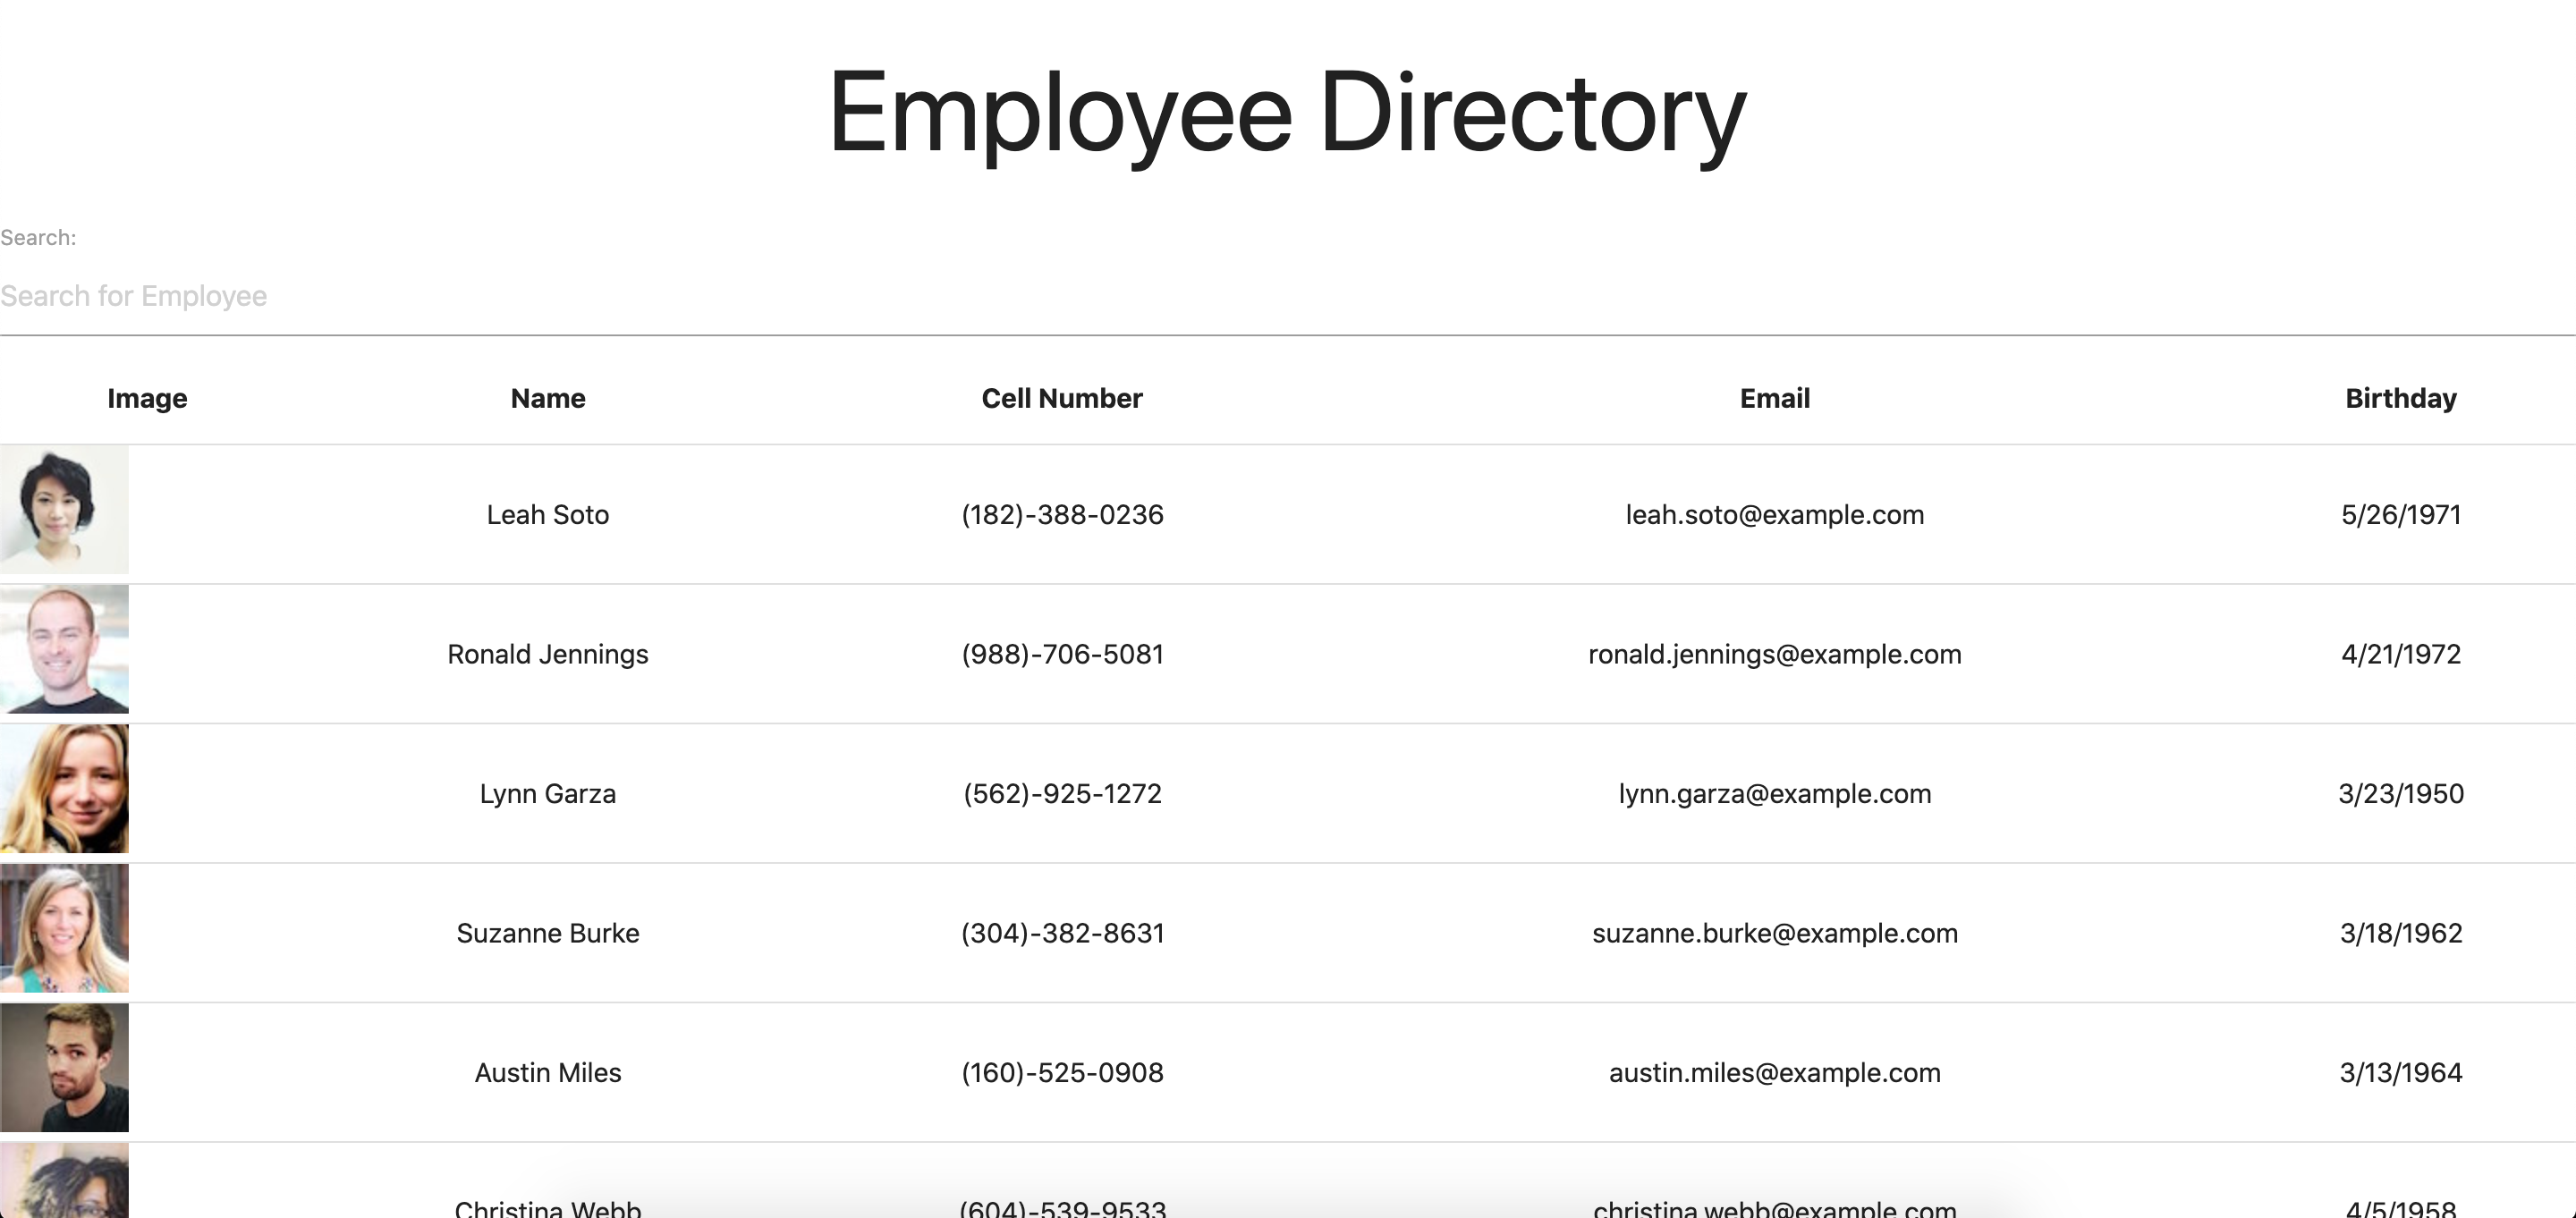 Employee Directory
Search:
Search for Employee
Image Name Cell Number Email Birthday
Leah Soto (182)-388-0236 leah.soto@example.com 5/26/1971
Ronald Jennings (988)-706-5081 ronald.jennings@example.com 4/21/1972
Lynn Garza (562)-925-1272 lynn.garza@example.com 3/23/1950
Suzanne Burke (304)-382-8631 suzanne.burke@example.com 3/18/1962
Austin Miles (160)-525-0908 austin.miles@example.com 3/13/1964
Christina Webb (604)-539-9533 christina.webb@example.com 4/5/1958